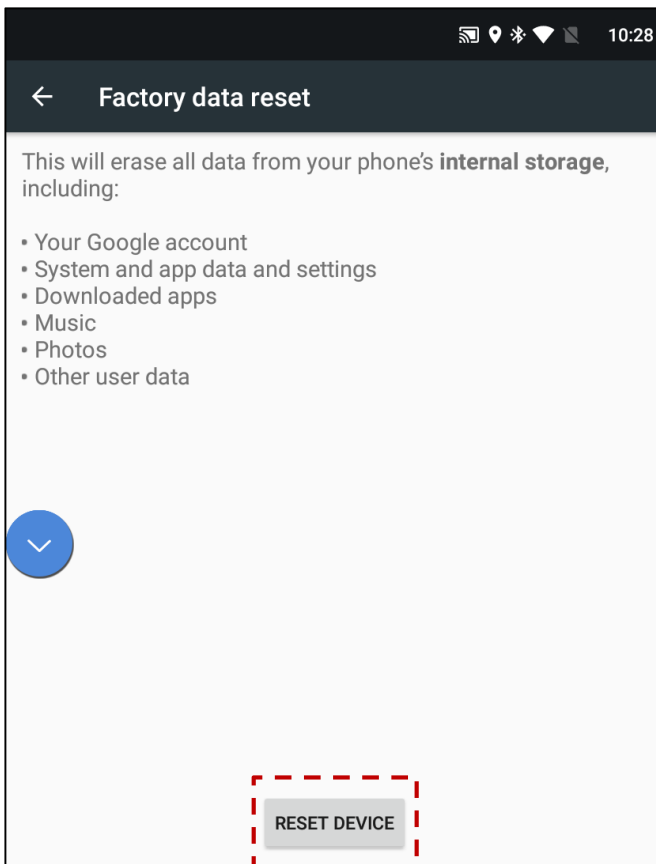 10:28
Factory data reset
This will erase all data from your phone's internal storage,
including:
• Your Google account
• System and app data and settings
• Downloaded apps
• Music
• Photos
• Other user data
RESET DEVICE